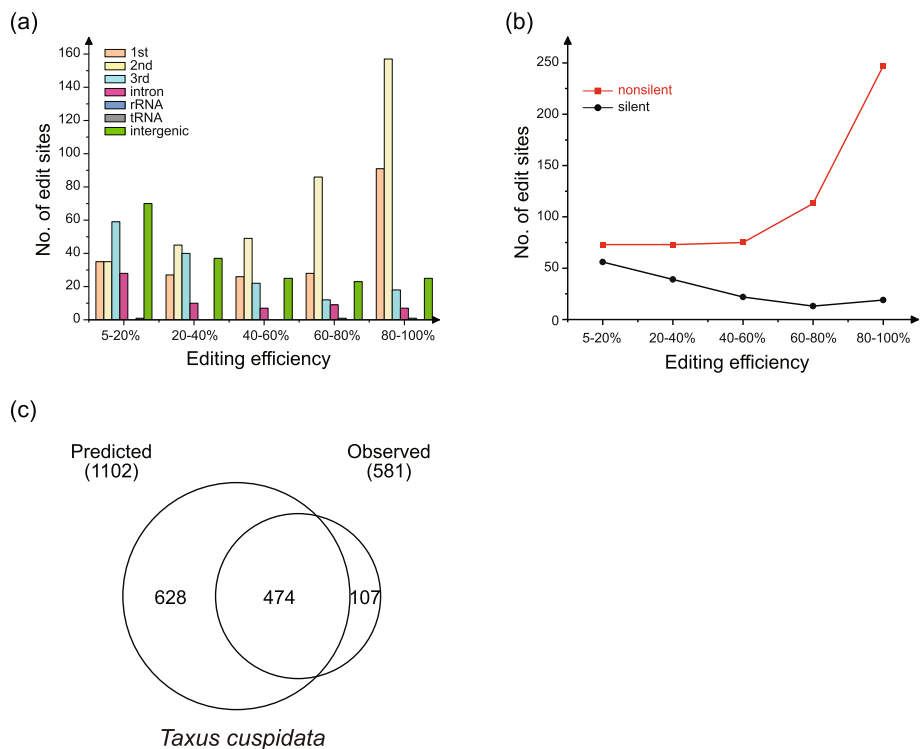 (a)
No. of edit sites
160
140
120
100
80
60
40
20
0
1st
2nd
3rd
intron
rRNA
tRNA
intergenic
5-20%
20-40%
40-60%
60-80%
80-100%
Editing efficiency
(b)
No. of edit sites
250
200
150
100
50
0
nonsilent
silent
5-20%
20-40%
40-60%
60-80%
80-100%
Editing efficiency
(c)
Predicted
(1102)
Observed
(581)
628
474
107
Taxus cuspidata